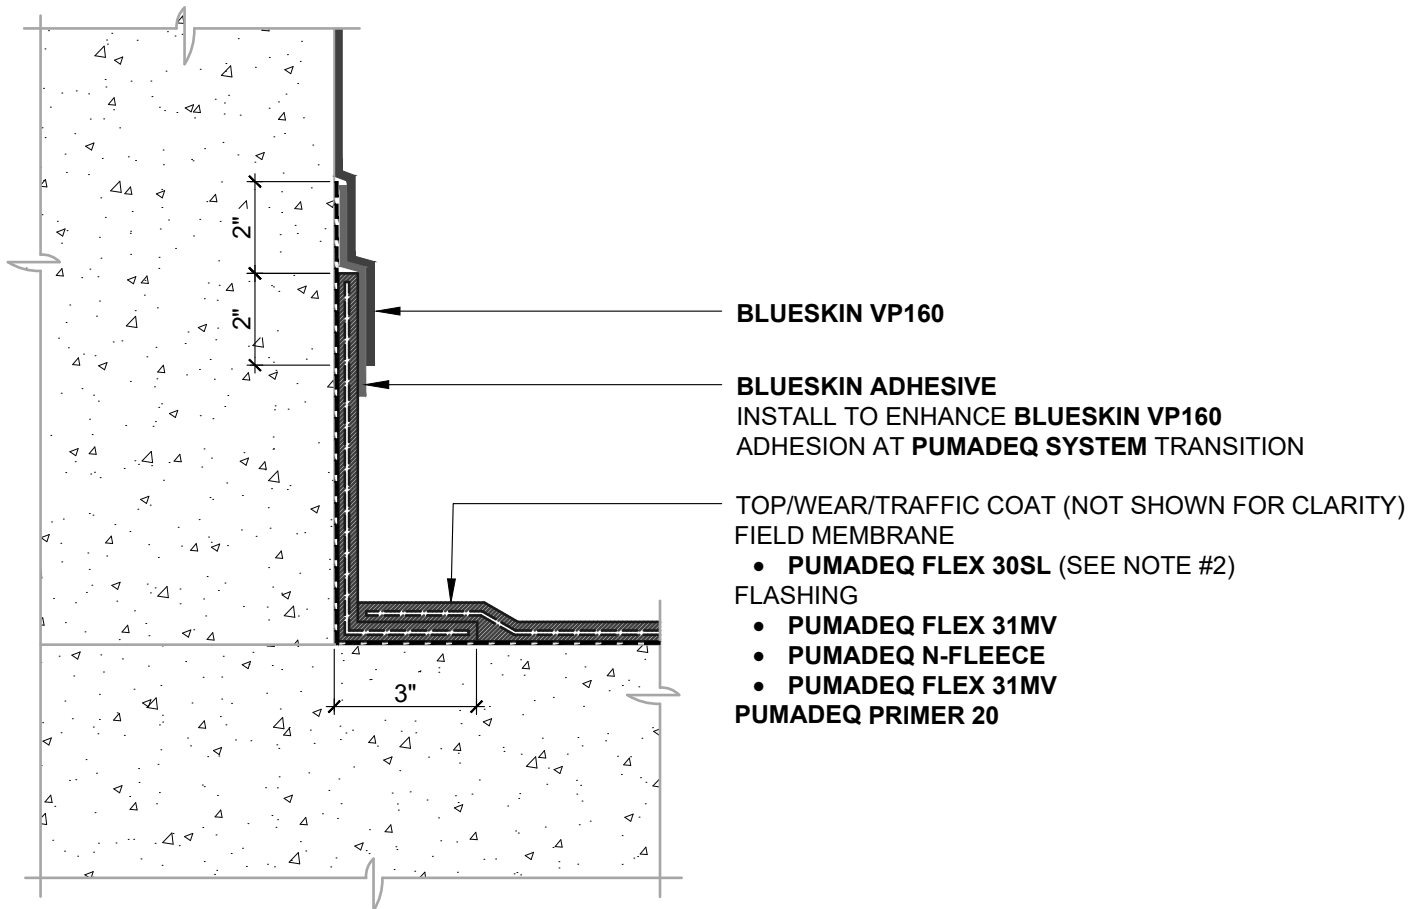 2"
2"
3"
BLUESKIN VP160
BLUESKIN ADHESIVE
INSTALL TO ENHANCE BLUESKIN VP160
ADHESION AT PUMADEQ SYSTEM TRANSITION
TOP/WEAR/TRAFFIC COAT (NOT SHOWN FOR CLARITY)
FIELD MEMBRANE
• PUMADEQ FLEX 30SL (SEE NOTE #2)
FLASHING
• PUMADEQ FLEX 31MV
• PUMADEQ N-FLEECE
• PUMADEQ FLEX 31MV
PUMADEQ PRIMER 20